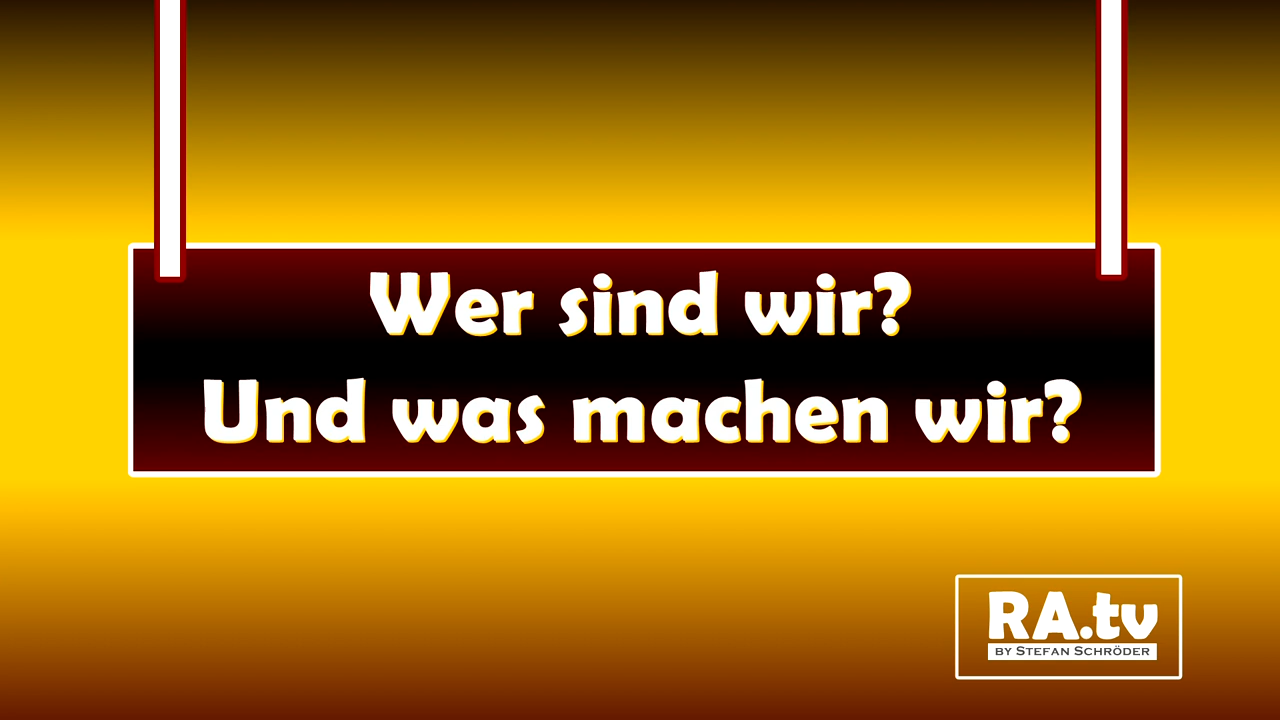 Wer sind wir?
Und was machen wir?
RA.tv
BY STEFAN SCHRÖDER